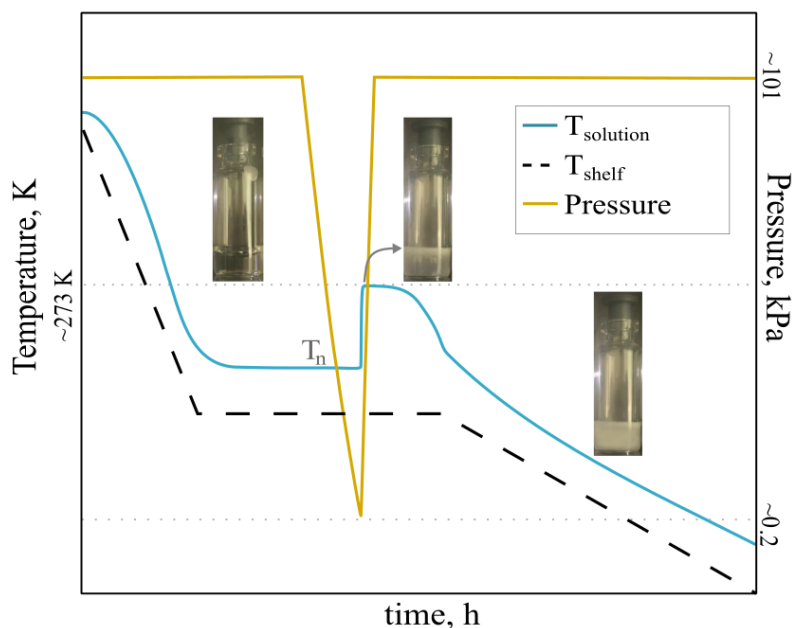 Temperature, K
~273 K
T_n
T_solution
T_shelf
Pressure
~101
Pressure, kPa
~0.2
time, h